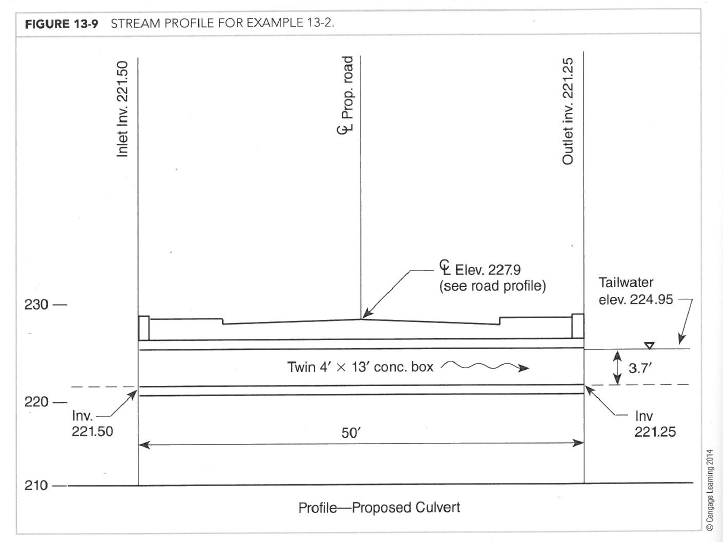 FIGURE 13-9 STREAM PROFILE FOR EXAMPLE 13-2.
Inlet Inv. 221.50
℄ Prop. road
Outlet inv. 221.25
℄ Elev. 227.9
(see road profile)
Tailwater
elev. 224.95
230
Twin 4′ × 13′ conc. box
3.7′
220
Inv.
221.50
Inv
221.25
50′
210
Profile—Proposed Culvert
© Cengage Learning 2014